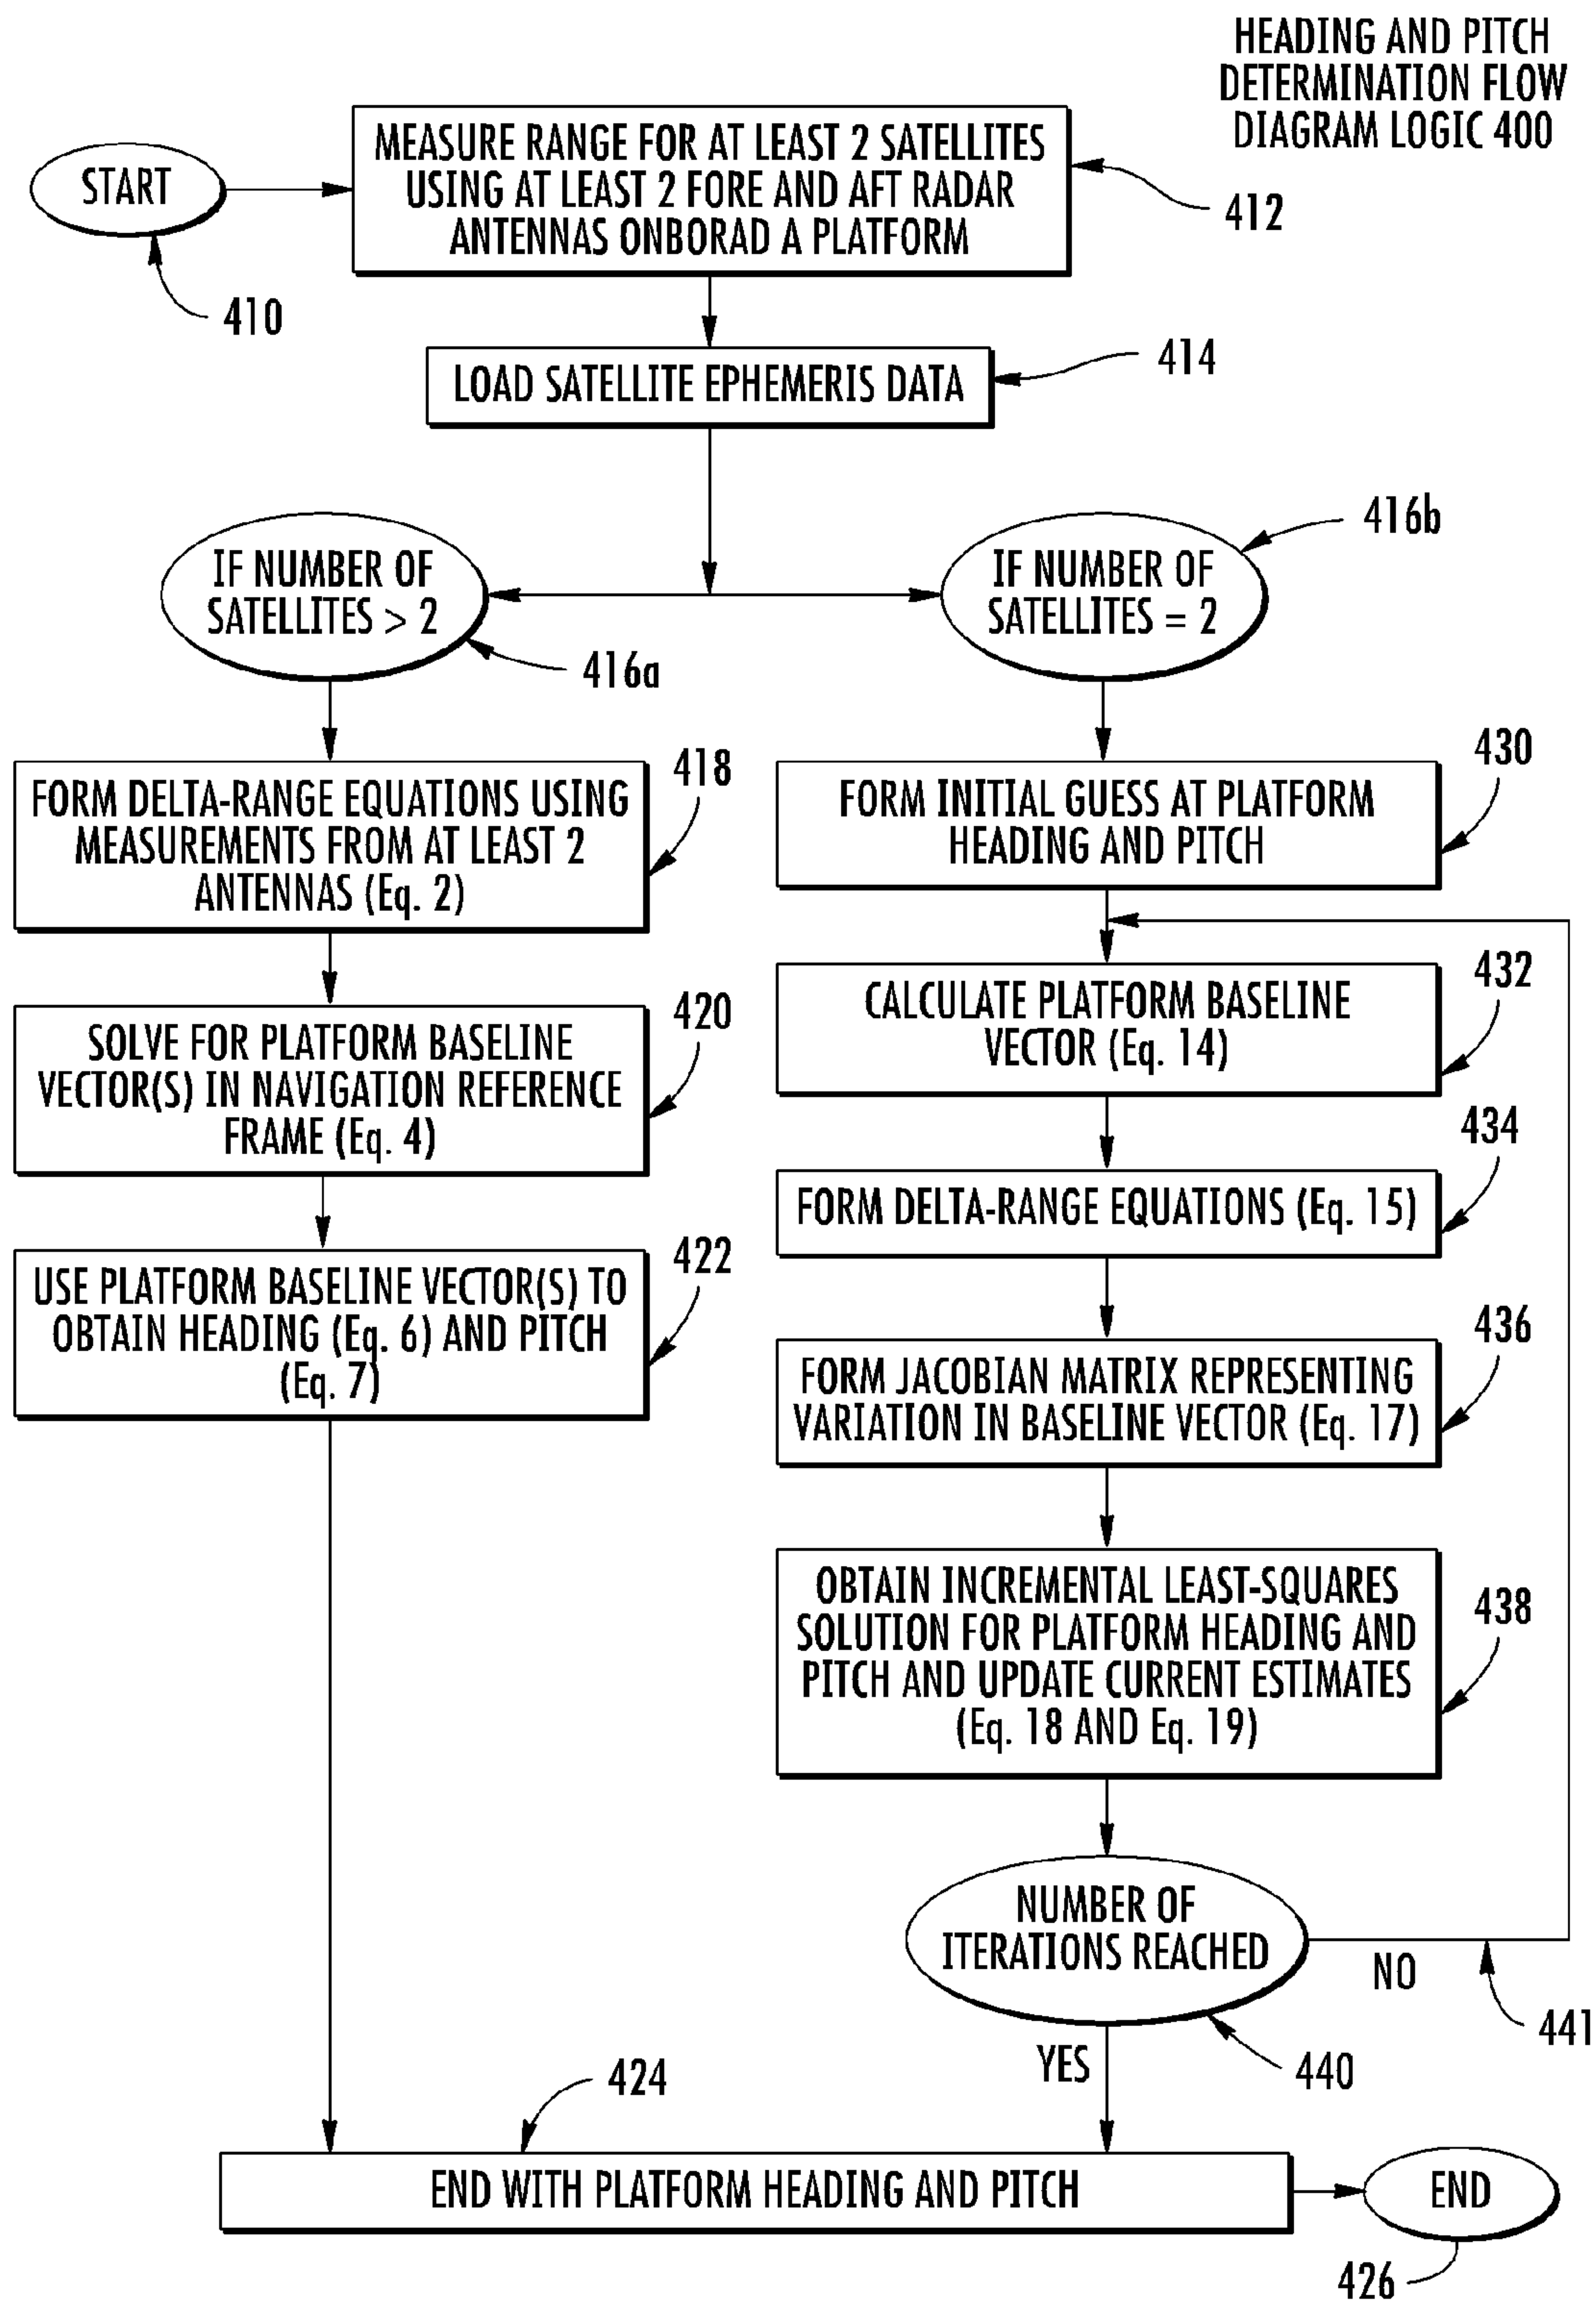 HEADING AND PITCH
DETERMINATION FLOW
DIAGRAM LOGIC 400
START
410
MEASURE RANGE FOR AT LEAST 2 SATELLITES
USING AT LEAST 2 FORE AND AFT RADAR
ANTENNAS ONBORAD A PLATFORM
412
LOAD SATELLITE EPHEMERIS DATA
414
IF NUMBER OF
SATELLITES > 2
416a
IF NUMBER OF
SATELLITES = 2
416b
FORM DELTA-RANGE EQUATIONS USING
MEASUREMENTS FROM AT LEAST 2
ANTENNAS (Eq. 2)
418
SOLVE FOR PLATFORM BASELINE
VECTOR(S) IN NAVIGATION REFERENCE
FRAME (Eq. 4)
420
USE PLATFORM BASELINE VECTOR(S) TO
OBTAIN HEADING (Eq. 6) AND PITCH
(Eq. 7)
422
FORM INITIAL GUESS AT PLATFORM
HEADING AND PITCH
430
CALCULATE PLATFORM BASELINE
VECTOR (Eq. 14)
432
FORM DELTA-RANGE EQUATIONS (Eq. 15)
434
FORM JACOBIAN MATRIX REPRESENTING
VARIATION IN BASELINE VECTOR (Eq. 17)
436
OBTAIN INCREMENTAL LEAST-SQUARES
SOLUTION FOR PLATFORM HEADING AND
PITCH AND UPDATE CURRENT ESTIMATES
(Eq. 18 AND Eq. 19)
438
NUMBER OF
ITERATIONS REACHED
NO
441
YES
440
424
END WITH PLATFORM HEADING AND PITCH
END
426